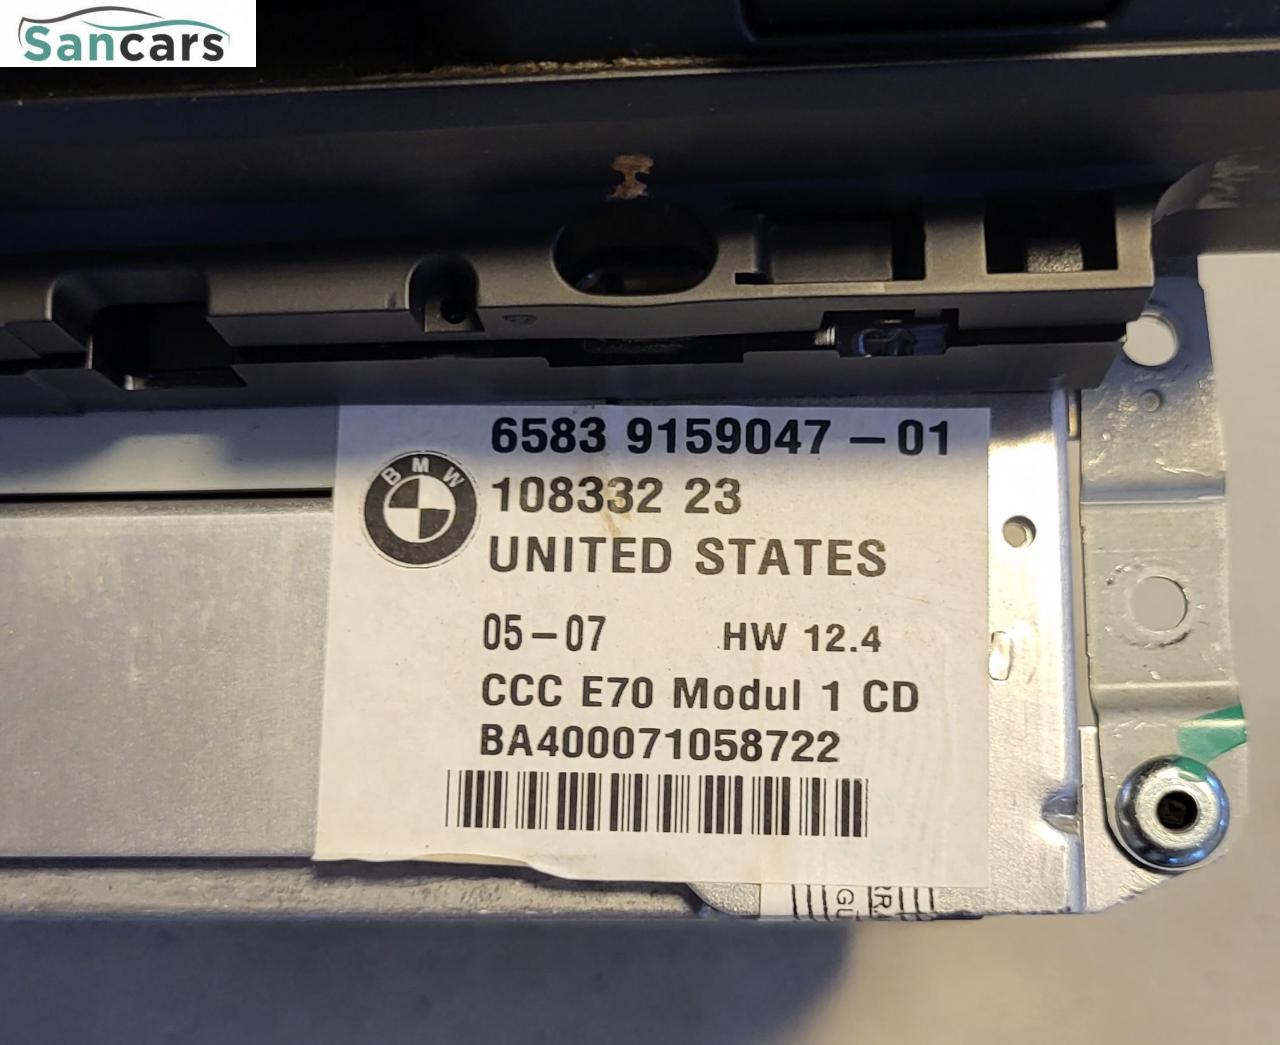 Sancars
6583 9159047 – 01
BMW
108332 23
UNITED STATES
05 – 07 HW 12.4
CCC E70 Modul 1 CD
BA400071058722